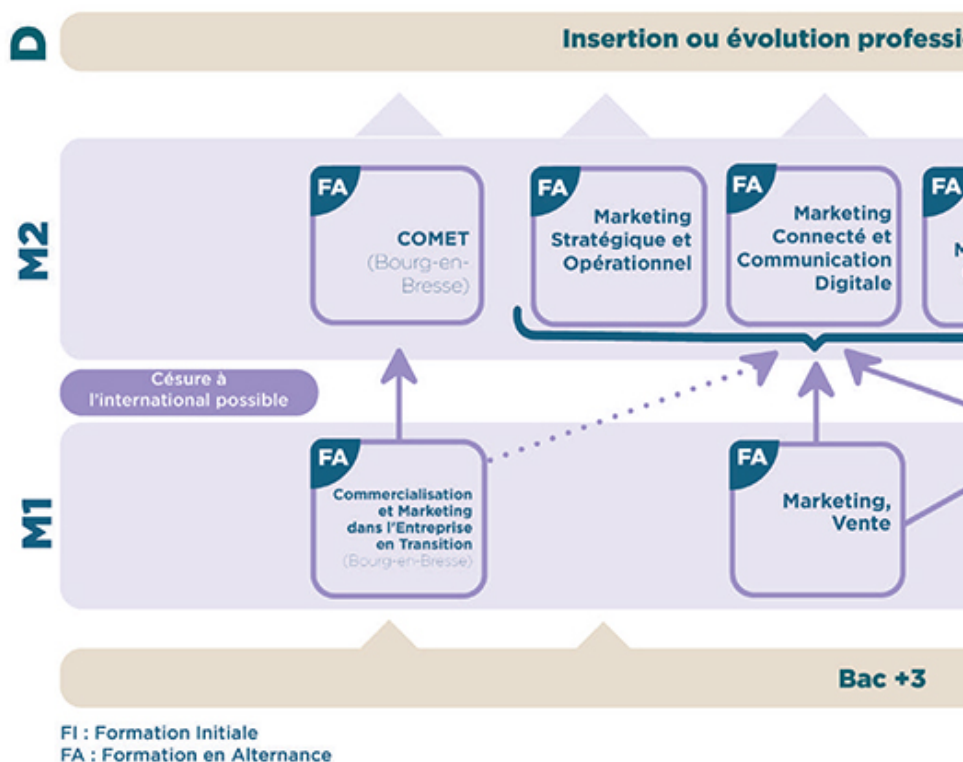 D
Insertion ou évolution professi
M2
FA
COMET
(Bourg-en-
Bresse)
FA
Marketing
Stratégique et
Opérationnel
FA
Marketing
Connecté et
Communication
Digitale
FA
M
Césure à
l'international possible
M1
FA
Commercialisation
et Marketing
dans l'Entreprise
en Transition
(Bourg-en-Bresse)
FA
Marketing,
Vente
Bac +3
FI : Formation Initiale
FA : Formation en Alternance